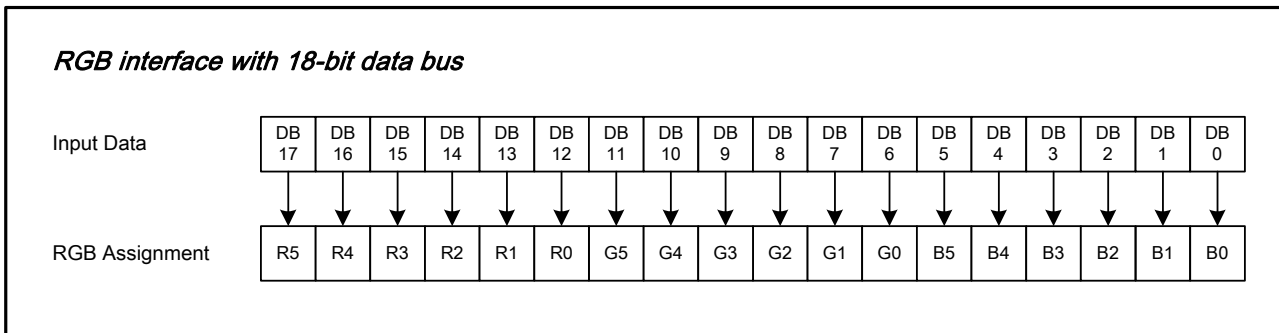 RGB interface with 18-bit data bus
Input Data DB 17 DB 16 DB 15 DB 14 DB 13 DB 12 DB 11 DB 10 DB 9 DB 8 DB 7 DB 6 DB 5 DB 4 DB 3 DB 2 DB 1 DB 0
RGB Assignment R5 R4 R3 R2 R1 R0 G5 G4 G3 G2 G1 G0 B5 B4 B3 B2 B1 B0